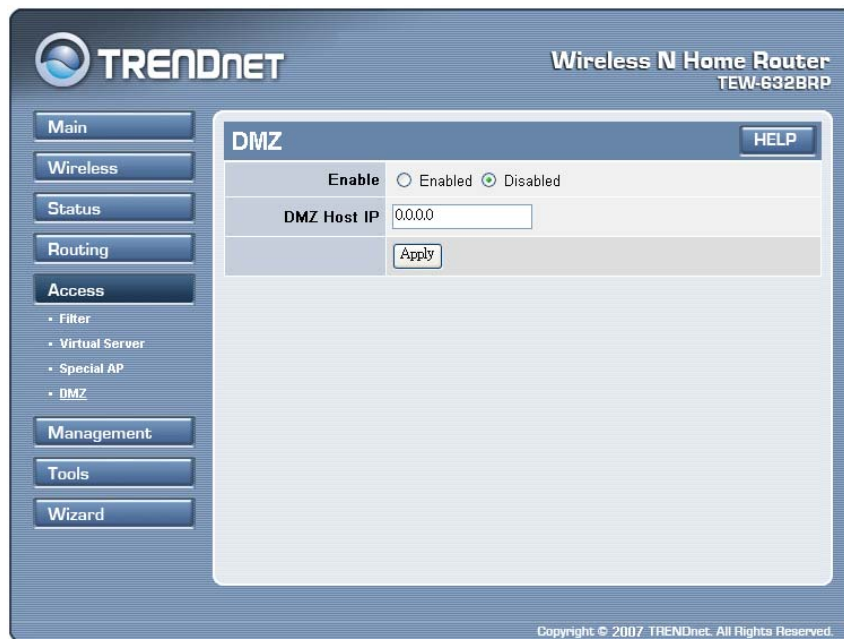 TRENDNET
Wireless N Home Router
TEW-632BRP
Main
Wireless
Status
Routing
Access
Filter
Virtual Server
Special AP
DMZ
Management
Tools
Wizard
DMZ
HELP
Enable Enabled Disabled
DMZ Host IP 0.0.0.0
Apply
Copyright © 2007 TRENDnet. All Rights Reserved.